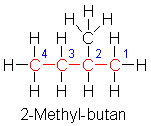 H
H C H
H H H
4 3 2 1
H C C C C H
H H H H
2-Methyl-butan